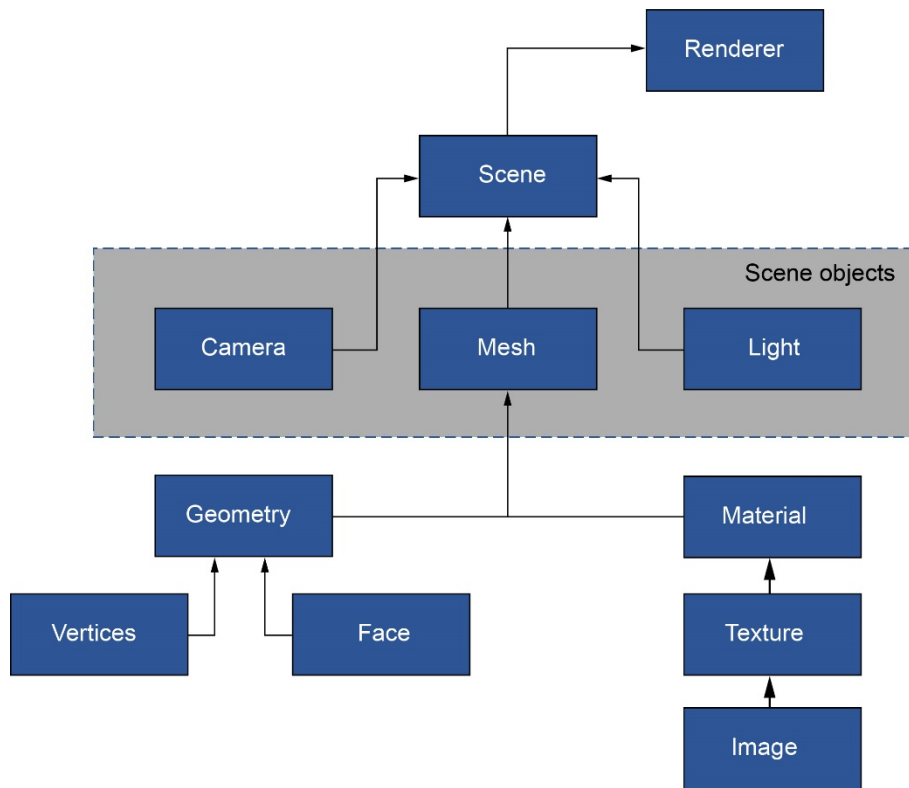 Renderer
Scene
Scene objects
Camera
Mesh
Light
Geometry
Material
Vertices
Face
Texture
Image